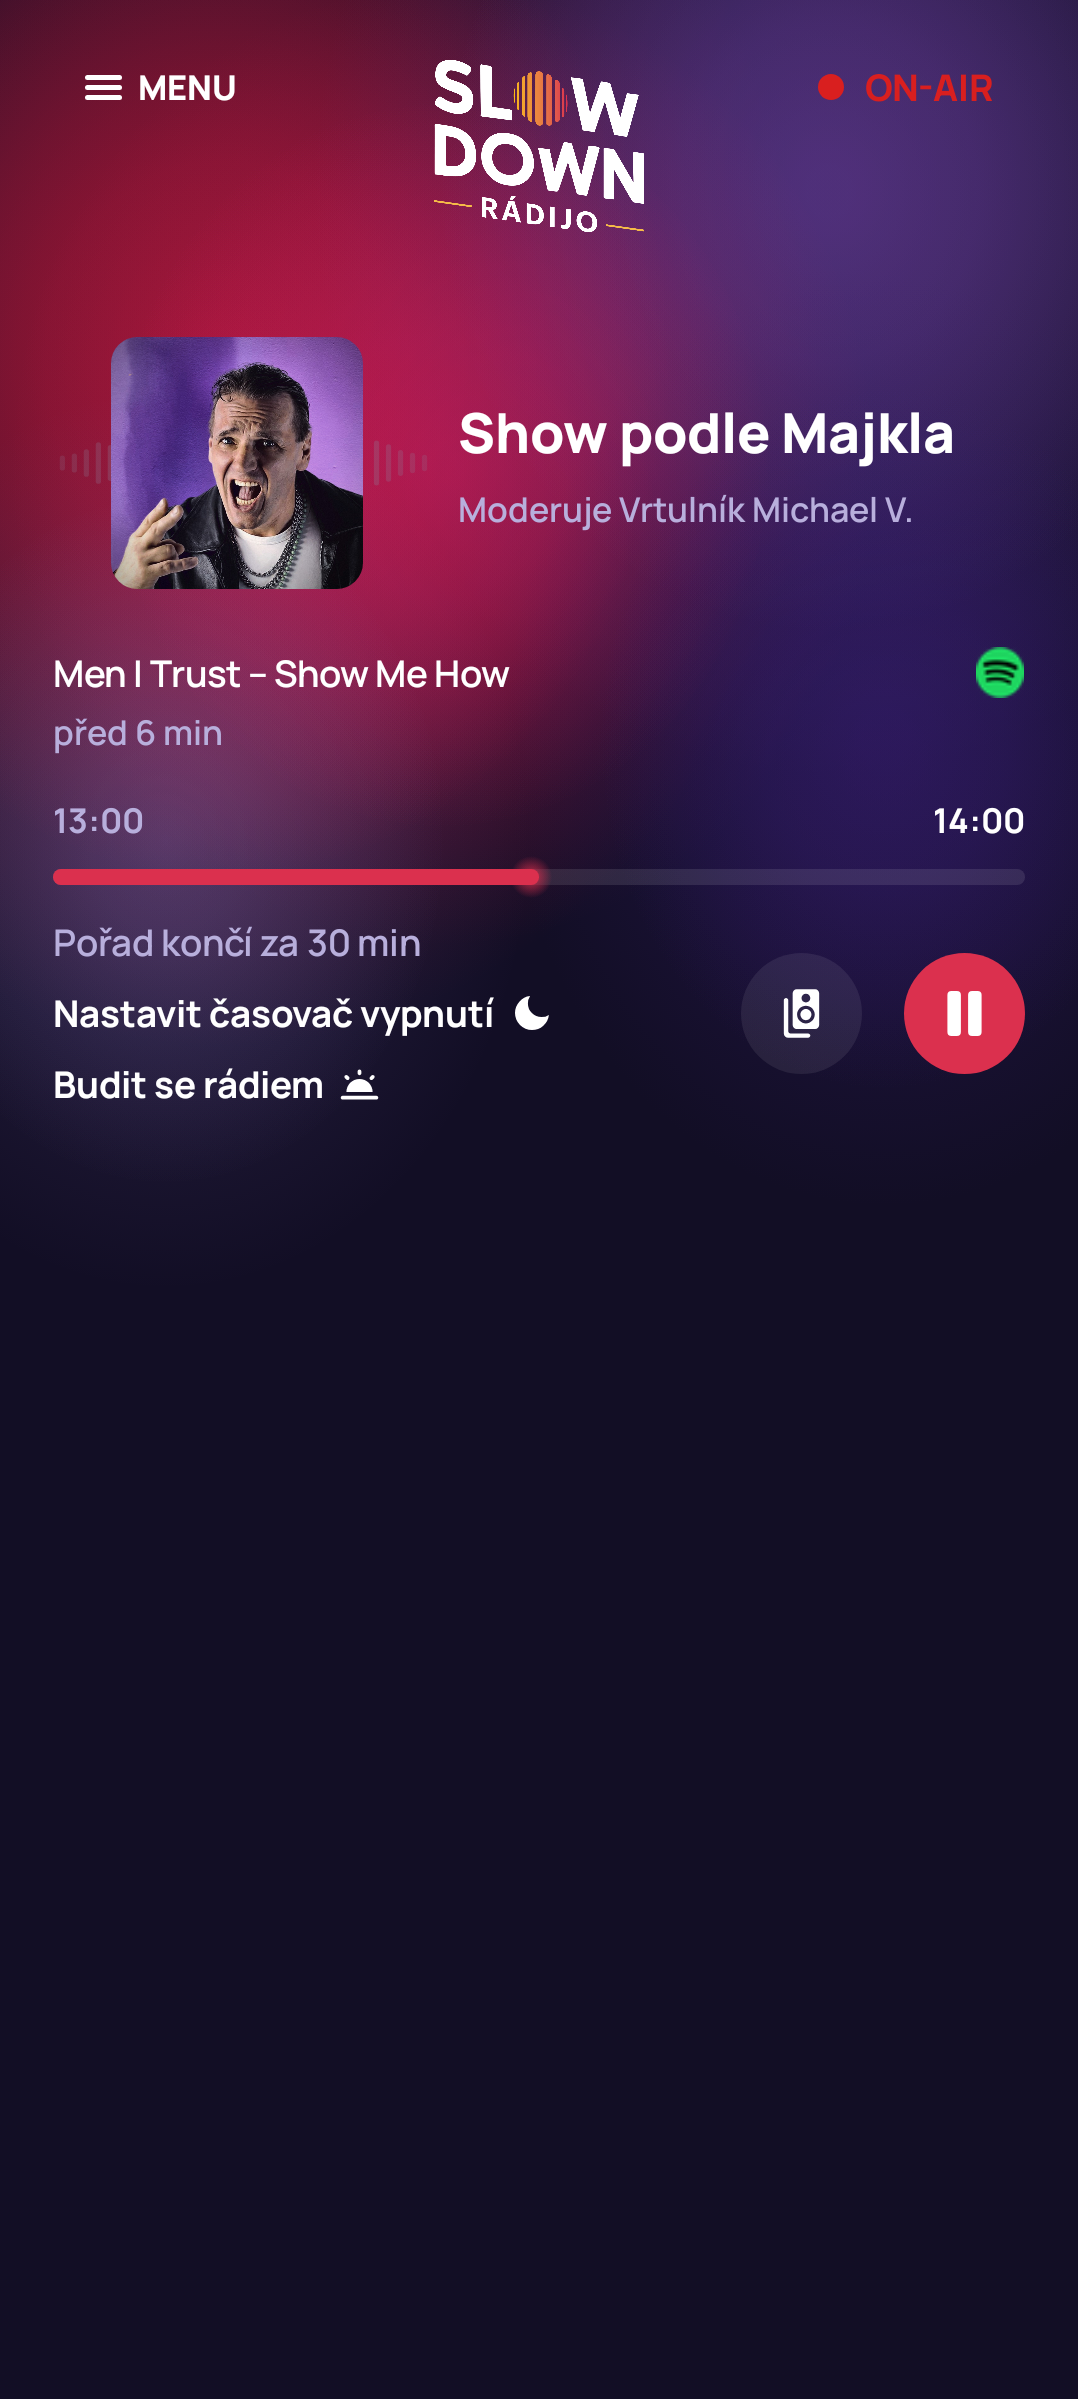 MENU
SLOW
DOWN
RÁDIJO
ON-AIR
Show podle Majkla
Moderuje Vrtulník Michael V.
Men I Trust – Show Me How
před 6 min
13:00
14:00
Pořad končí za 30 min
Nastavit časovač vypnutí
Budit se rádiem